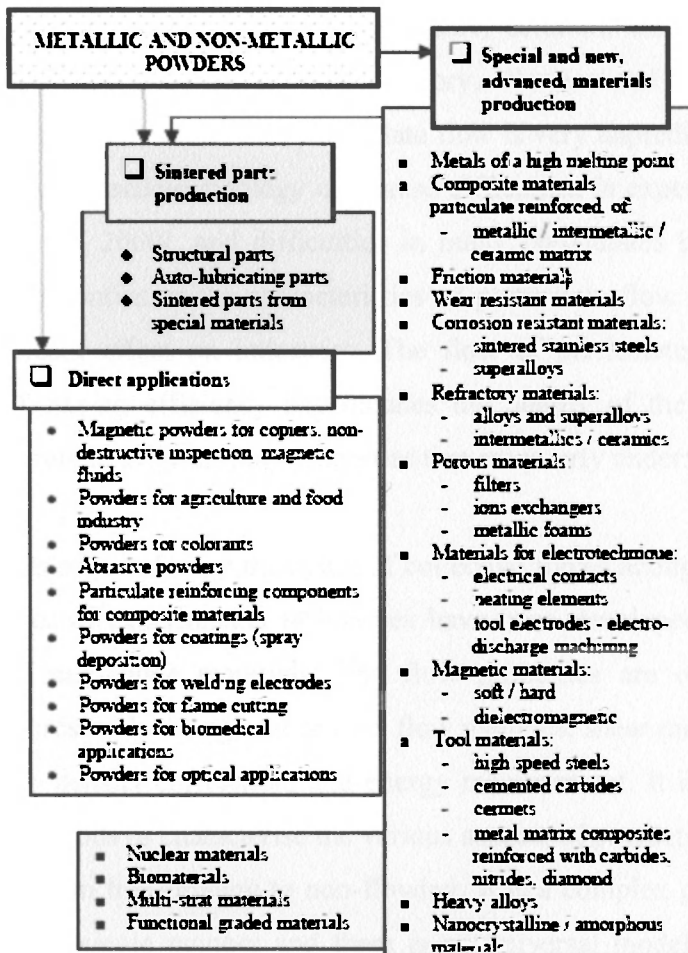 METALLIC AND NON-METALLIC
POWDERS
Special and new,
advanced, materials
production
Sintered parts
production
Structural parts
Auto-lubricating parts
Sintered parts from
special materials
Direct applications
Magnetic powders for copiers, non-
destructive inspection, magnetic
fluids
Powders for agriculture and food
industry
Powders for colorants
Abrasive powders
Particulate reinforcing components
for composite materials
Powders for coatings (spray
deposition)
Powders for welding electrodes
Powders for flame cutting
Powders for biomedical
applications
Powders for optical applications
Nuclear materials
Biomaterials
Multi-strat materials
Functional graded materials
Metals of a high melting point
Composite materials
particulate reinforced, of:
- metallic / intermetallic /
ceramic matrix
Friction materials
Wear resistant materials
Corrosion resistant materials:
- sintered stainless steels
- superalloys
Refractory materials:
- alloys and superalloys
- intermetallics / ceramics
Porous materials:
- filters
- ions exchangers
- metallic foams
Materials for electrotechnique:
- electrical contacts
- heating elements
- tool electrodes - electro-
discharge machining
Magnetic materials:
- soft / hard
- dielectromagnetic
Tool materials:
- high speed steels
- cemented carbides
- cermets
- metal matrix composites
reinforced with carbides,
nitrides, diamond
Heavy alloys
Nanocrystalline / amorphous
materials